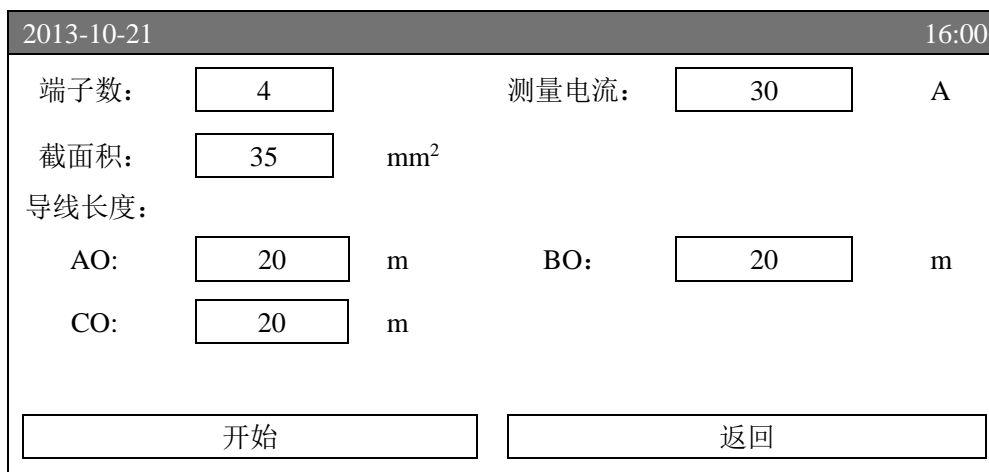 2013-10-21 16:00
端子数： 4 测量电流： 30 A
截面积： 35 mm²
导线长度：
AO: 20 m BO： 20 m
CO: 20 m
开始 返回